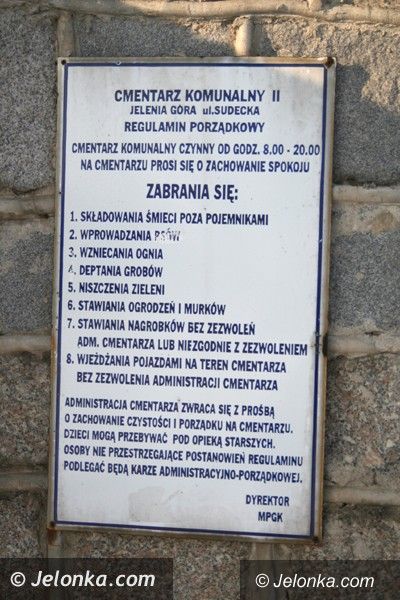 CMENTARZ KOMUNALNY II
JELENIA GÓRA ul.SUDECKA
REGULAMIN PORZĄDKOWY
CMENTARZ KOMUNALNY CZYNNY OD GODZ. 8.00 - 20.00
NA CMENTARZU PROSI SIĘ O ZACHOWANIE SPOKOJU
ZABRANIA SIĘ:
1. SKŁADOWANIA ŚMIECI POZA POJEMNIKAMI
2. WPROWADZANIA PSÓW
3. WZNIECANIA OGNIA
4. DEPTANIA GROBÓW
5. NISZCZENIA ZIELENI
6. STAWIANIA OGRODZEŃ I MURKÓW
7. STAWIANIA NAGROBKÓW BEZ ZEZWOLEŃ
ADM. CMENTARZA LUB NIEZGODNIE Z ZEZWOLENIEM
8. WJEŻDŻANIA POJAZDAMI NA TEREN CMENTARZA
BEZ ZEZWOLENIA ADMINISTRACJI CMENTARZA
ADMINISTRACJA CMENTARZA ZWRACA SIĘ Z PROŚBĄ
O ZACHOWANIE CZYSTOŚCI I PORZĄDKU NA CMENTARZU.
DZIECI MOGĄ PRZEBYWAĆ POD OPIEKĄ STARSZYCH.
OSOBY NIE PRZESTRZEGAJĄCE POSTANOWIEŃ REGULAMINU
PODLEGAĆ BĘDĄ KARZE ADMINISTRACYJNO-PORZĄDKOWEJ.
DYREKTOR
MPGK
© Jelonka.com © Jelonka.com